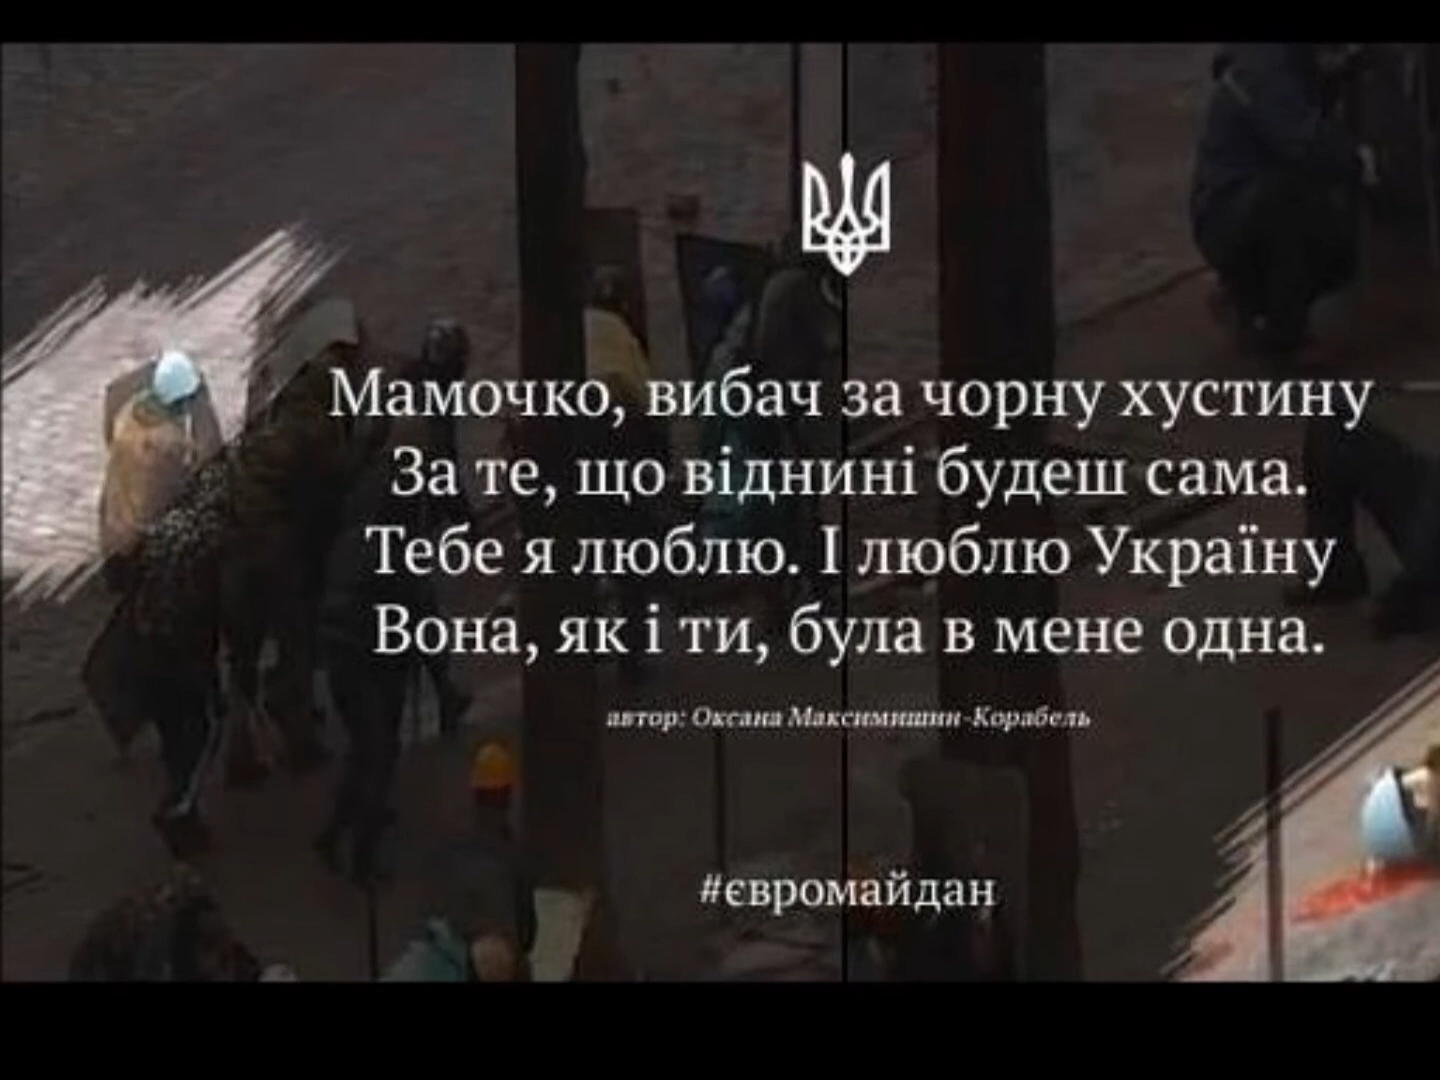 Мамочко, вибач за чорну хустину
За те, що віднині будеш сама.
Тебе я люблю. І люблю Україну
Вона, як і ти, була в мене одна.
автор: Оксана Максимишин-Корабель
#євромайдан